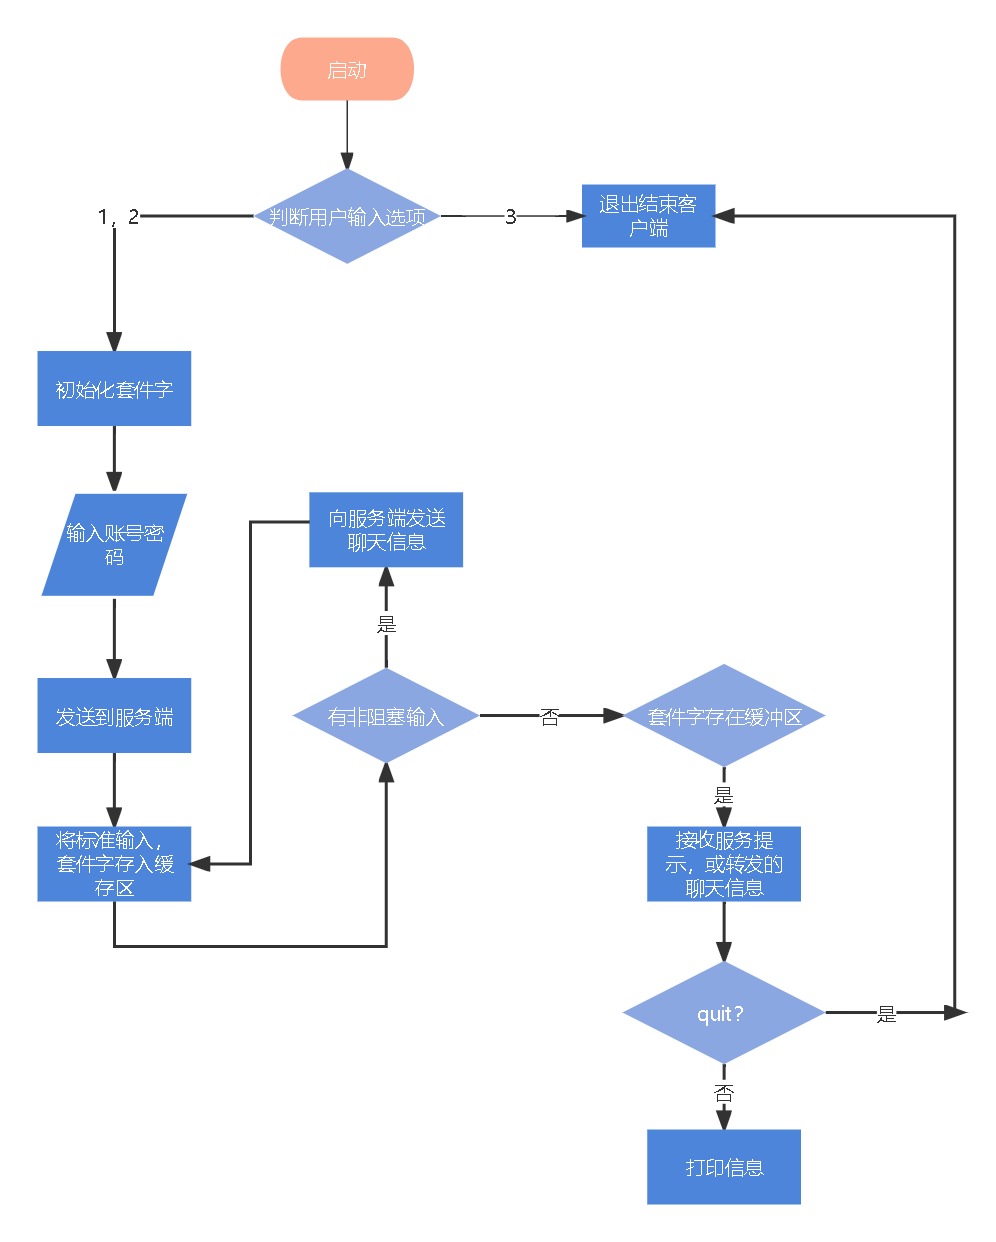 启动
判断用户输入选项
1，2
3
退出结束客
户端
初始化套件字
输入账号密
码
向服务端发送
聊天信息
是
发送到服务端
有非阻塞输入
否
套件字存在缓冲区
是
将标准输入，
套件字存入缓
存区
接收服务提
示，或转发的
聊天信息
quit?
是
否
打印信息